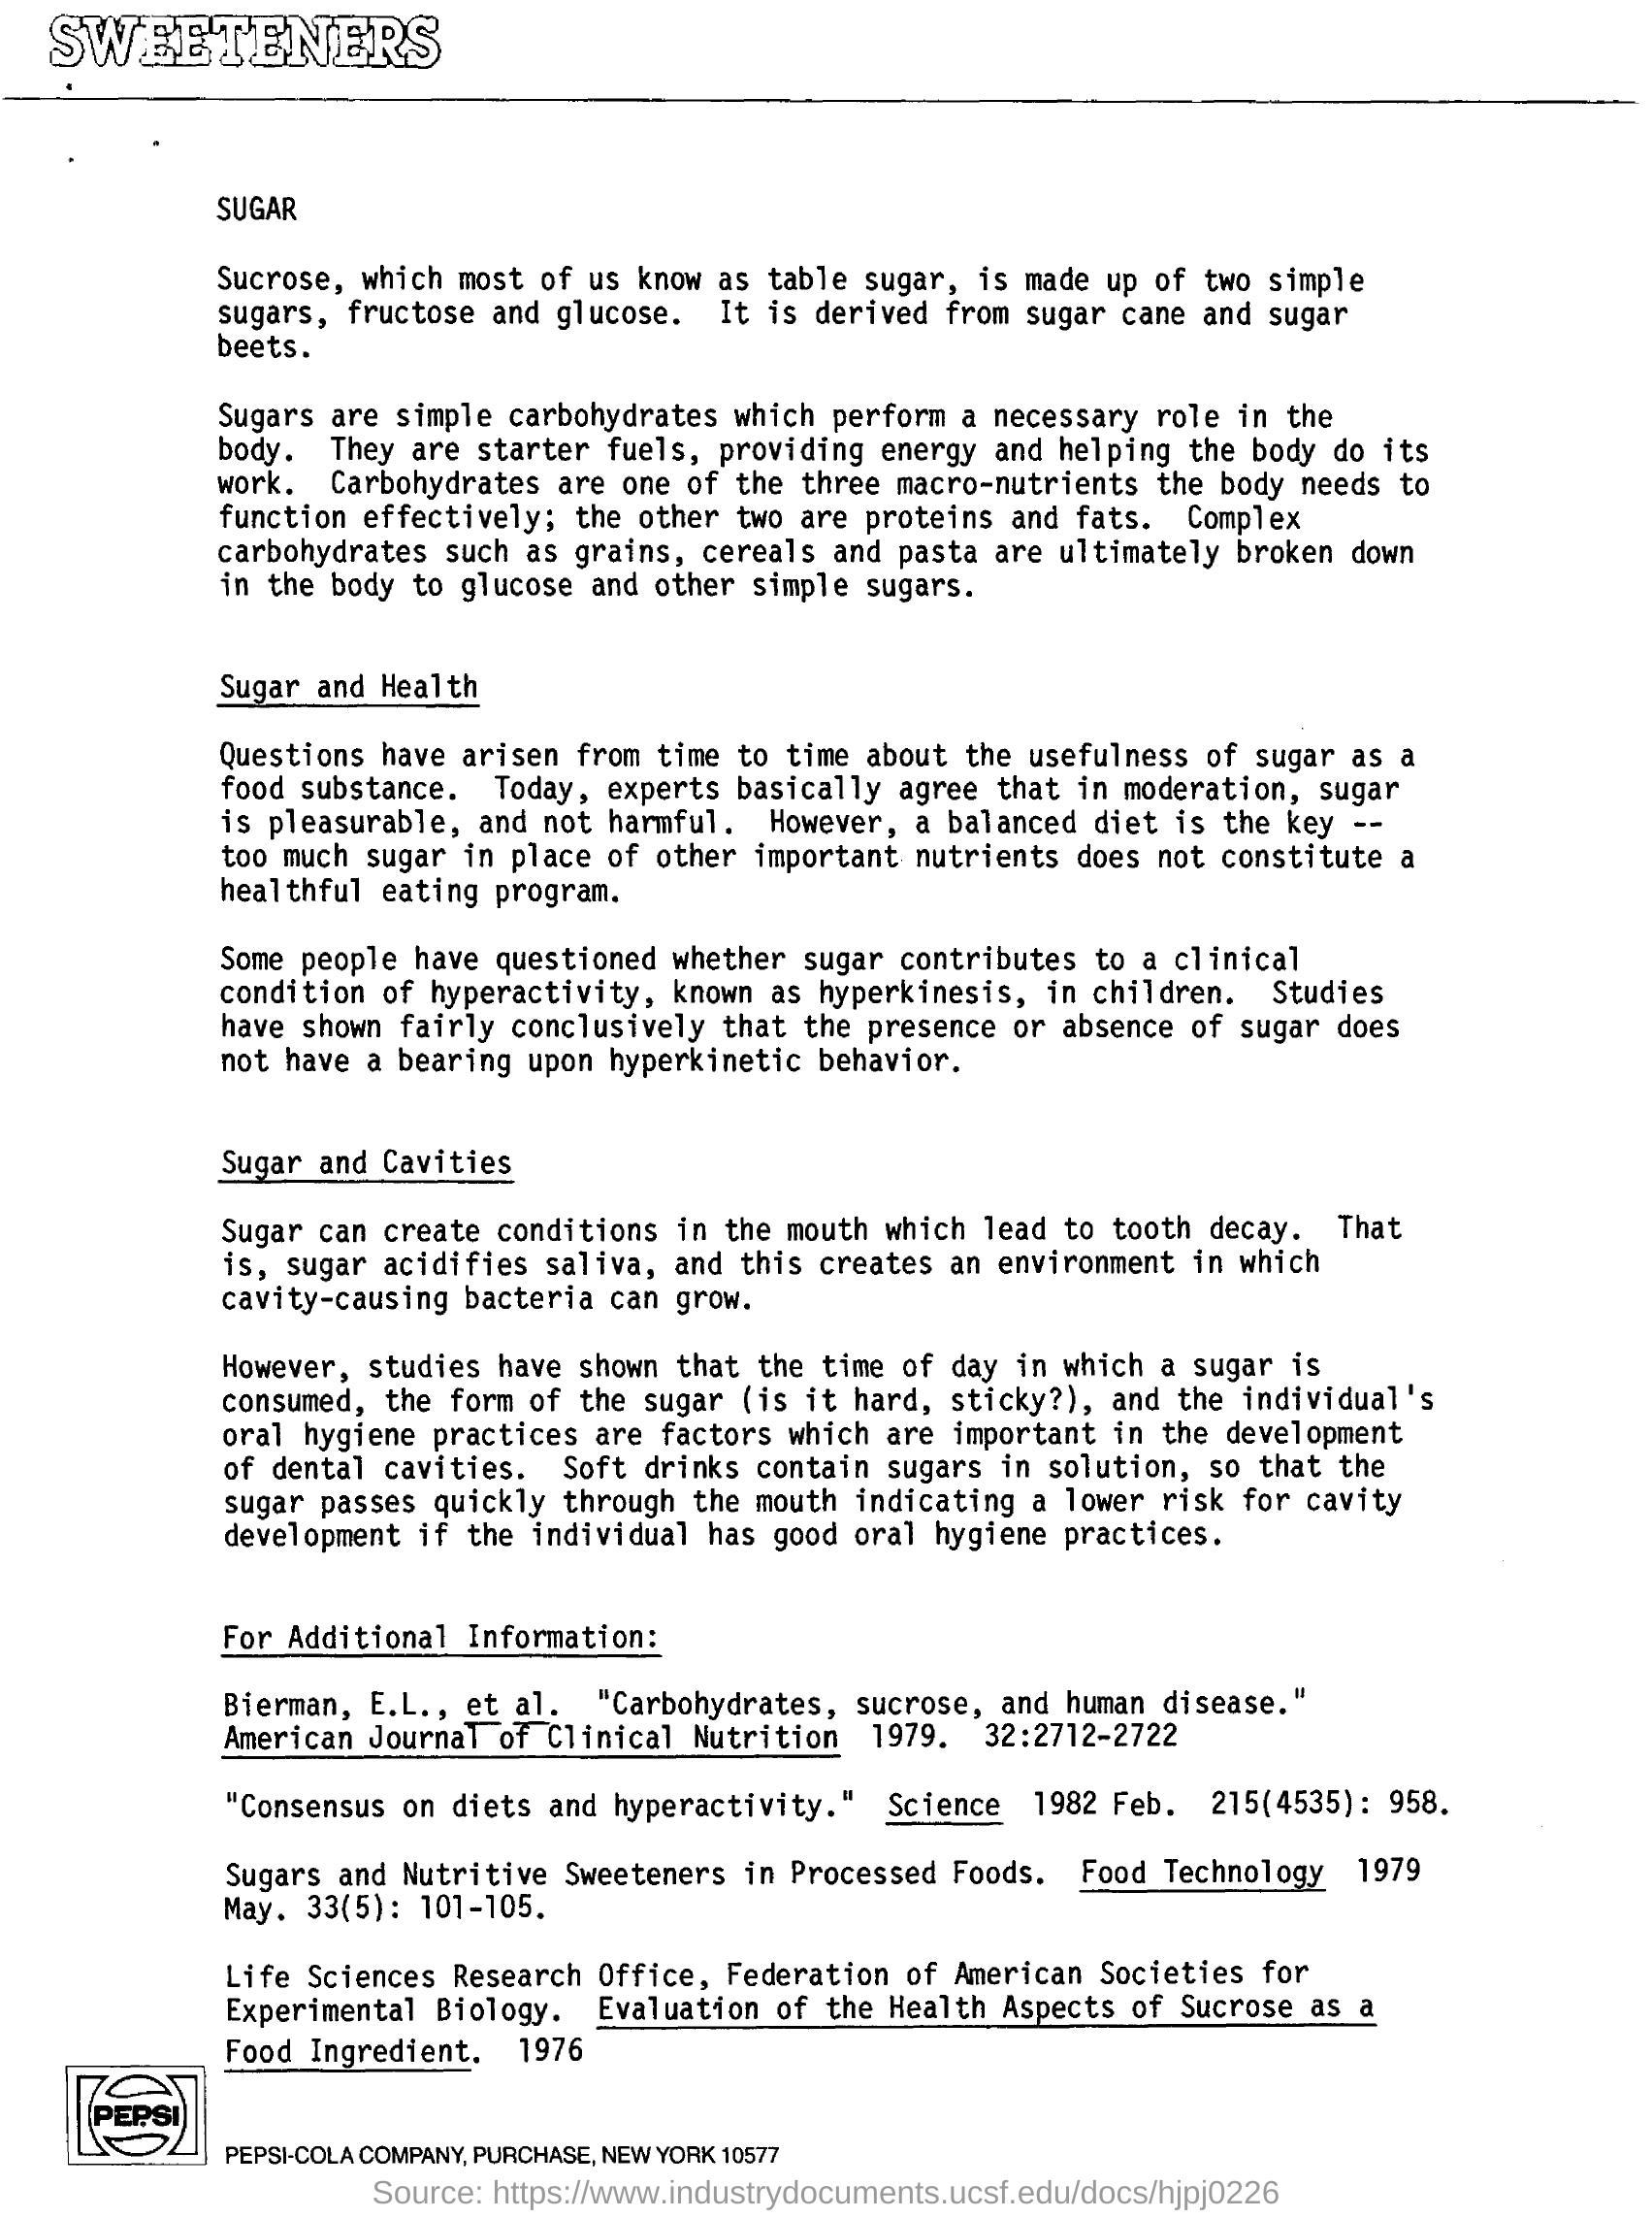 SWEETENERS
SUGAR
Sucrose, which most of us know as table sugar, is made up of two simple
sugars, fructose and glucose. It is derived from sugar cane and sugar
beets.
Sugars are simple carbohydrates which perform a necessary role in the
body. They are starter fuels, providing energy and helping the body do its
work. Carbohydrates are one of the three macro-nutrients the body needs to
function effectively; the other two are proteins and fats. Complex
carbohydrates such as grains, cereals and pasta are ultimately broken down
in the body to glucose and other simple sugars.
Sugar and Health
Questions have arisen from time to time about the usefulness of sugar as a
food substance. Today, experts basically agree that in moderation, sugar
is pleasurable, and not harmful. However, a balanced diet is the key --
too much sugar in place of other important nutrients does not constitute a
healthful eating program.
Some people have questioned whether sugar contributes to a clinical
condition of hyperactivity, known as hyperkinesis, in children. Studies
have shown fairly conclusively that the presence or absence of sugar does
not have a bearing upon hyperkinetic behavior.
Sugar and Cavities
Sugar can create conditions in the mouth which lead to tooth decay. That
is, sugar acidifies saliva, and this creates an environment in which
cavity-causing bacteria can grow.
However, studies have shown that the time of day in which a sugar is
consumed, the form of the sugar (is it hard, sticky?), and the individual's
oral hygiene practices are factors which are important in the development
of dental cavities. Soft drinks contain sugars in solution, so that the
sugar passes quickly through the mouth indicating a lower risk for cavity
development if the individual has good oral hygiene practices.
For Additional Information:
Bierman, E.L., et al. "Carbohydrates, sucrose, and human disease."
American Journal of Clinical Nutrition 1979. 32:2712-2722
"Consensus on diets and hyperactivity." Science 1982 Feb. 215(4535): 958.
Sugars and Nutritive Sweeteners in Processed Foods. Food Technology 1979
May. 33(5): 101-105.
Life Sciences Research Office, Federation of American Societies for
Experimental Biology. Evaluation of the Health Aspects of Sucrose as a
Food Ingredient. 1976
PEPSI
PEPSI-COLA COMPANY, PURCHASE, NEW YORK 10577
Source: https://www.industrydocuments.ucsf.edu/docs/hjpj0226